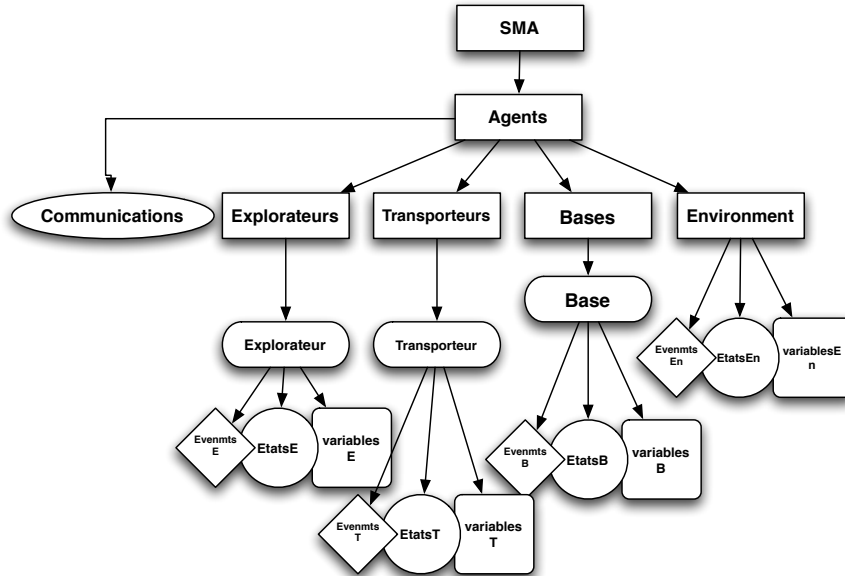 SMA
Agents
Communications
Explorateurs
Transporteurs
Bases
Environment
Base
Explorateur
Transporteur
Evenmts
En
EtatsEn
variablesE
n
Evenmts
E
EtatsE
variables
E
Evenmts
B
EtatsB
variables
B
Evenmts
T
EtatsT
variables
T